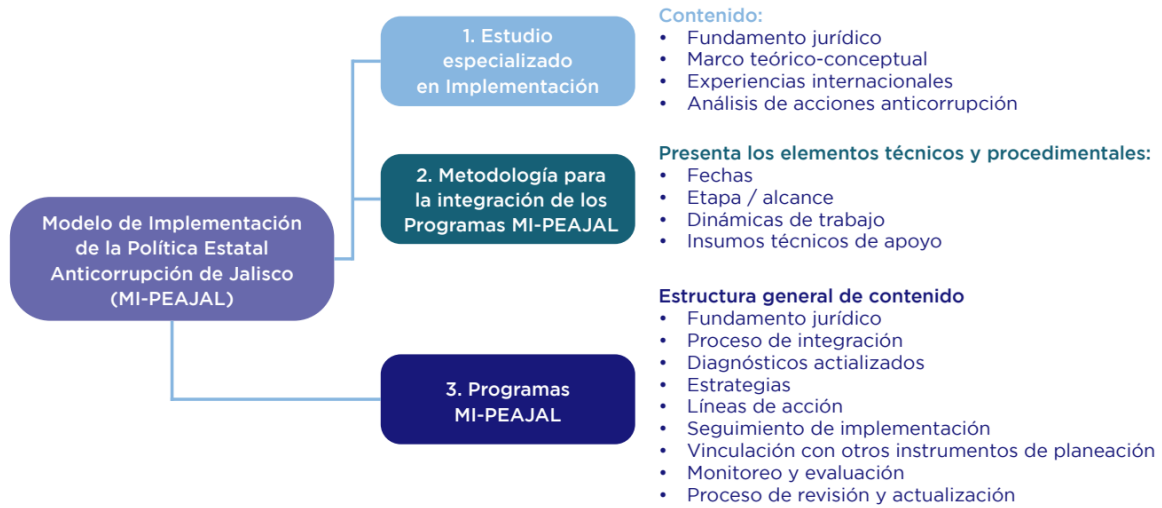 Modelo de Implementación
de la Política Estatal
Anticorrupción de Jalisco
(MI-PEAJAL)
1. Estudio
especializado
en Implementación
Contenido:
• Fundamento jurídico
• Marco teórico-conceptual
• Experiencias internacionales
• Análisis de acciones anticorrupción
2. Metodología para
la integración de los
Programas MI-PEAJAL
Presenta los elementos técnicos y procedimentales:
• Fechas
• Etapa / alcance
• Dinámicas de trabajo
• Insumos técnicos de apoyo
3. Programas
MI-PEAJAL
Estructura general de contenido
• Fundamento jurídico
• Proceso de integración
• Diagnósticos actializados
• Estrategias
• Líneas de acción
• Seguimiento de implementación
• Vinculación con otros instrumentos de planeación
• Monitoreo y evaluación
• Proceso de revisión y actualización